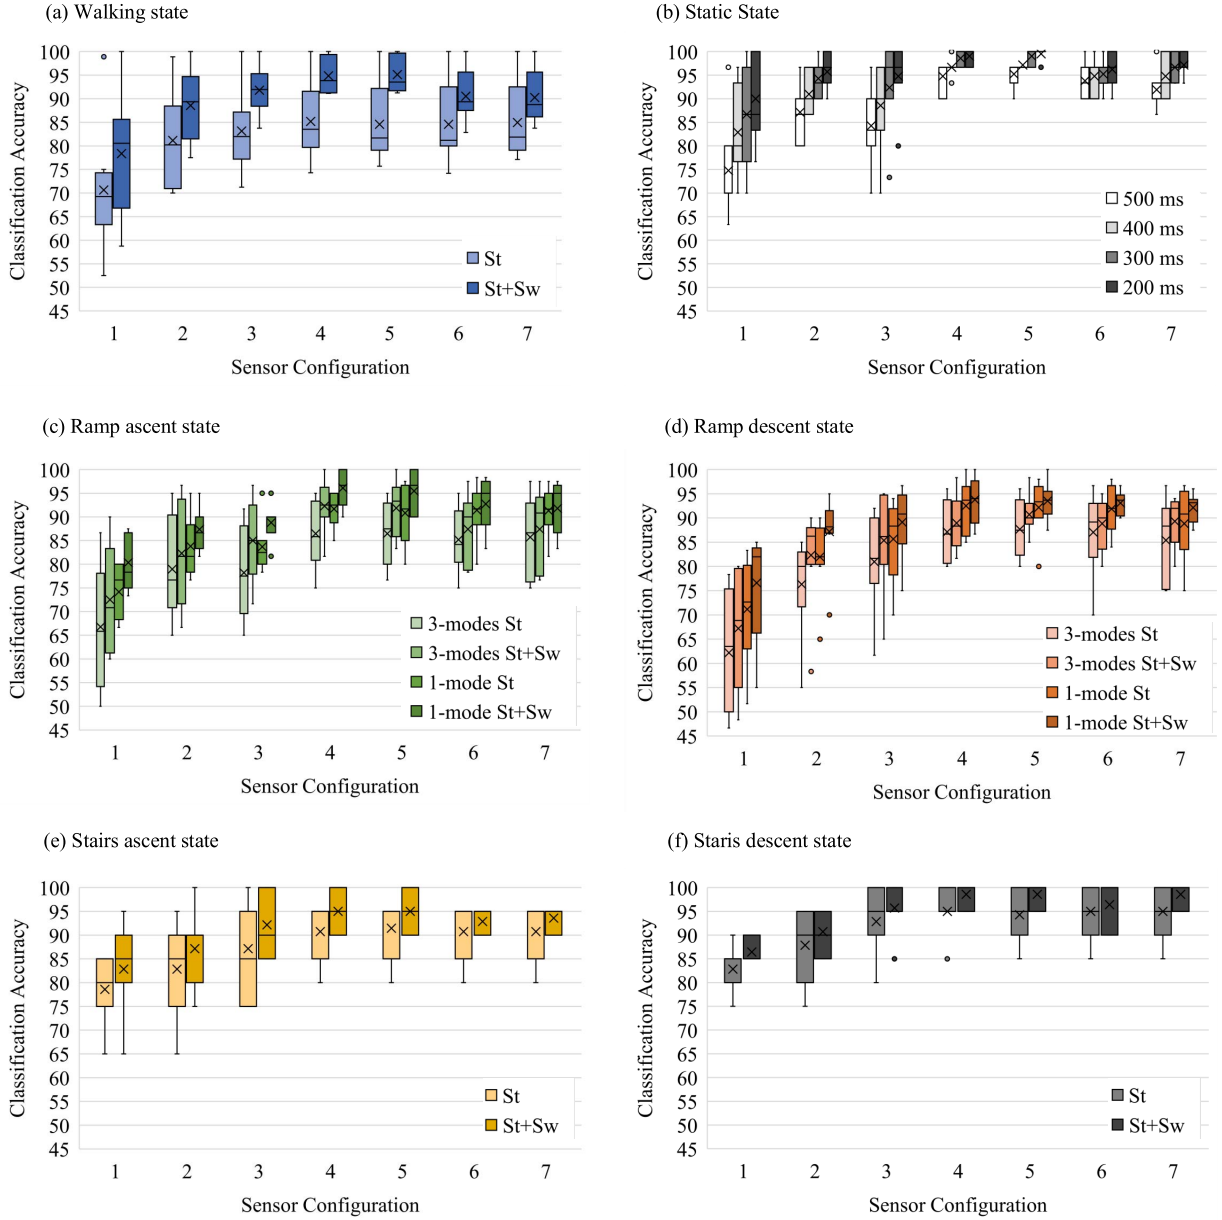 (a) Walking state
Classification Accuracy
100
95
90
85
80
75
70
65
60
55
50
45
St
St+Sw
1 2 3 4 5 6 7
Sensor Configuration
(b) Static State
Classification Accuracy
100
95
90
85
80
75
70
65
60
55
50
45
500 ms
400 ms
300 ms
200 ms
1 2 3 4 5 6 7
Sensor Configuration
(c) Ramp ascent state
Classification Accuracy
100
95
90
85
80
75
70
65
60
55
50
45
3-modes St
3-modes St+Sw
1-mode St
1-mode St+Sw
1 2 3 4 5 6 7
Sensor Configuration
(d) Ramp descent state
Classification Accuracy
100
95
90
85
80
75
70
65
60
55
50
45
3-modes St
3-modes St+Sw
1-mode St
1-mode St+Sw
1 2 3 4 5 6 7
Sensor Configuration
(e) Stairs ascent state
Classification Accuracy
100
95
90
85
80
75
70
65
60
55
50
45
St
St+Sw
1 2 3 4 5 6 7
Sensor Configuration
(f) Staris descent state
Classification Accuracy
100
95
90
85
80
75
70
65
60
55
50
45
St
St+Sw
1 2 3 4 5 6 7
Sensor Configuration